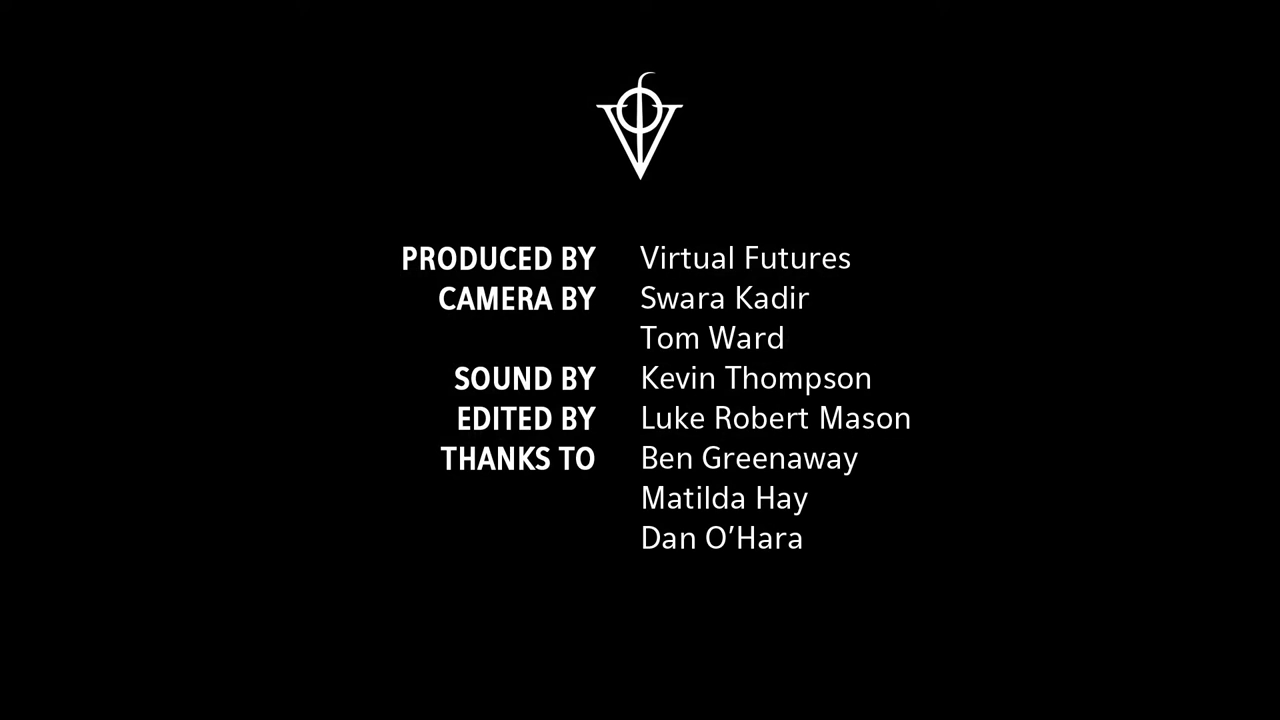 PRODUCED BY Virtual Futures
CAMERA BY Swara Kadir
Tom Ward
SOUND BY Kevin Thompson
EDITED BY Luke Robert Mason
THANKS TO Ben Greenaway
Matilda Hay
Dan O’Hara